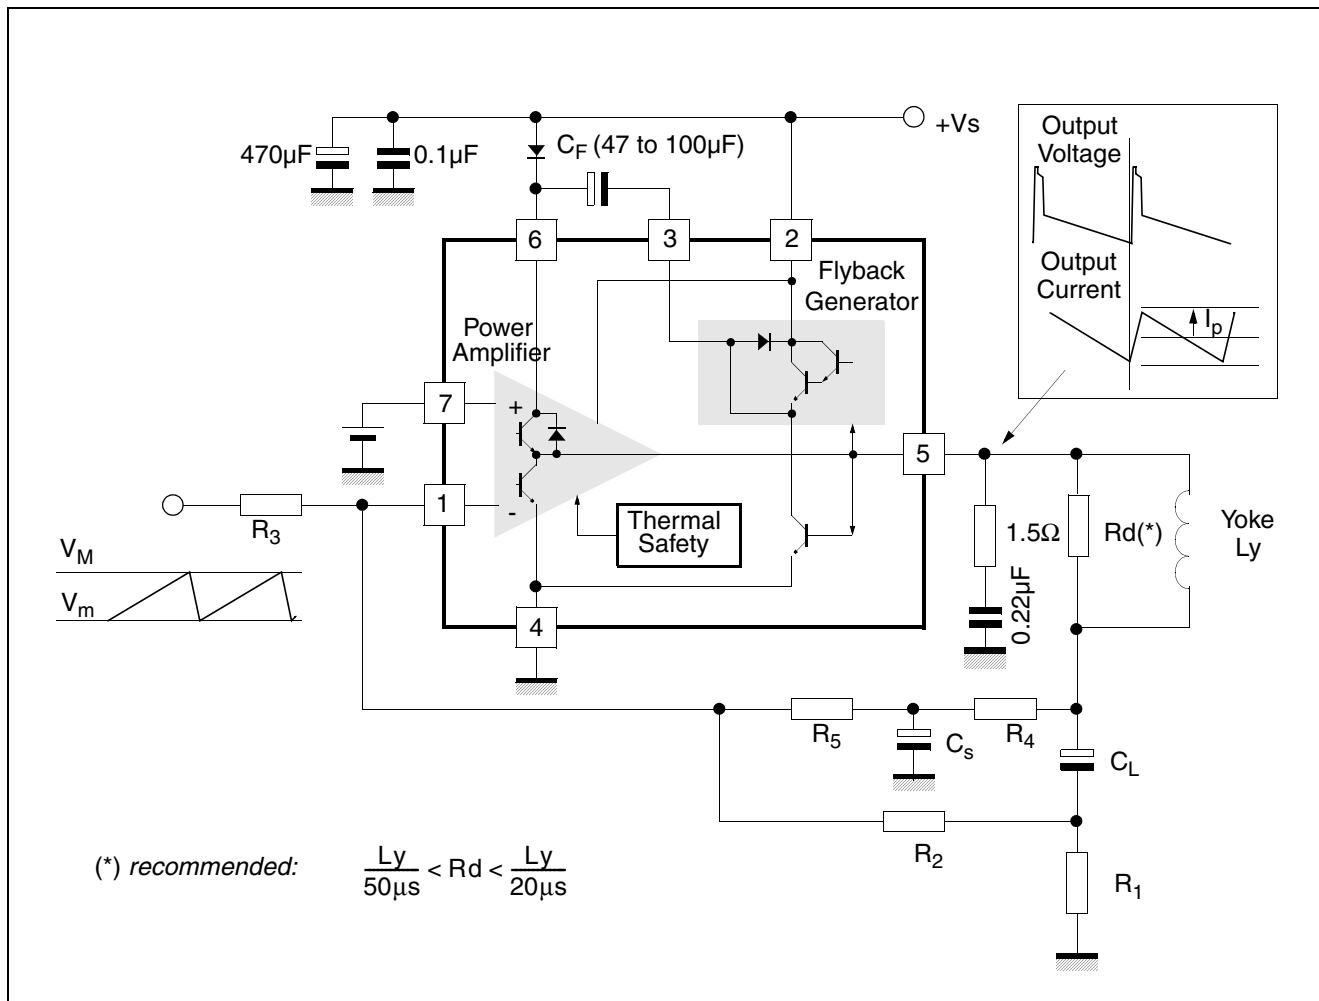 +Vs
470µF
0.1µF
C_F (47 to 100µF)
Output
Voltage
Output
Current
I_p
6
3
2
Flyback
Generator
Power
Amplifier
7
+
5
1
-
R_3
Thermal
Safety
1.5Ω
Rd(*)
Yoke
Ly
0.22µF
V_M
V_m
4
R_5
C_s
R_4
C_L
R_2
R_1
(*) recommended: Ly/50µs < Rd < Ly/20µs